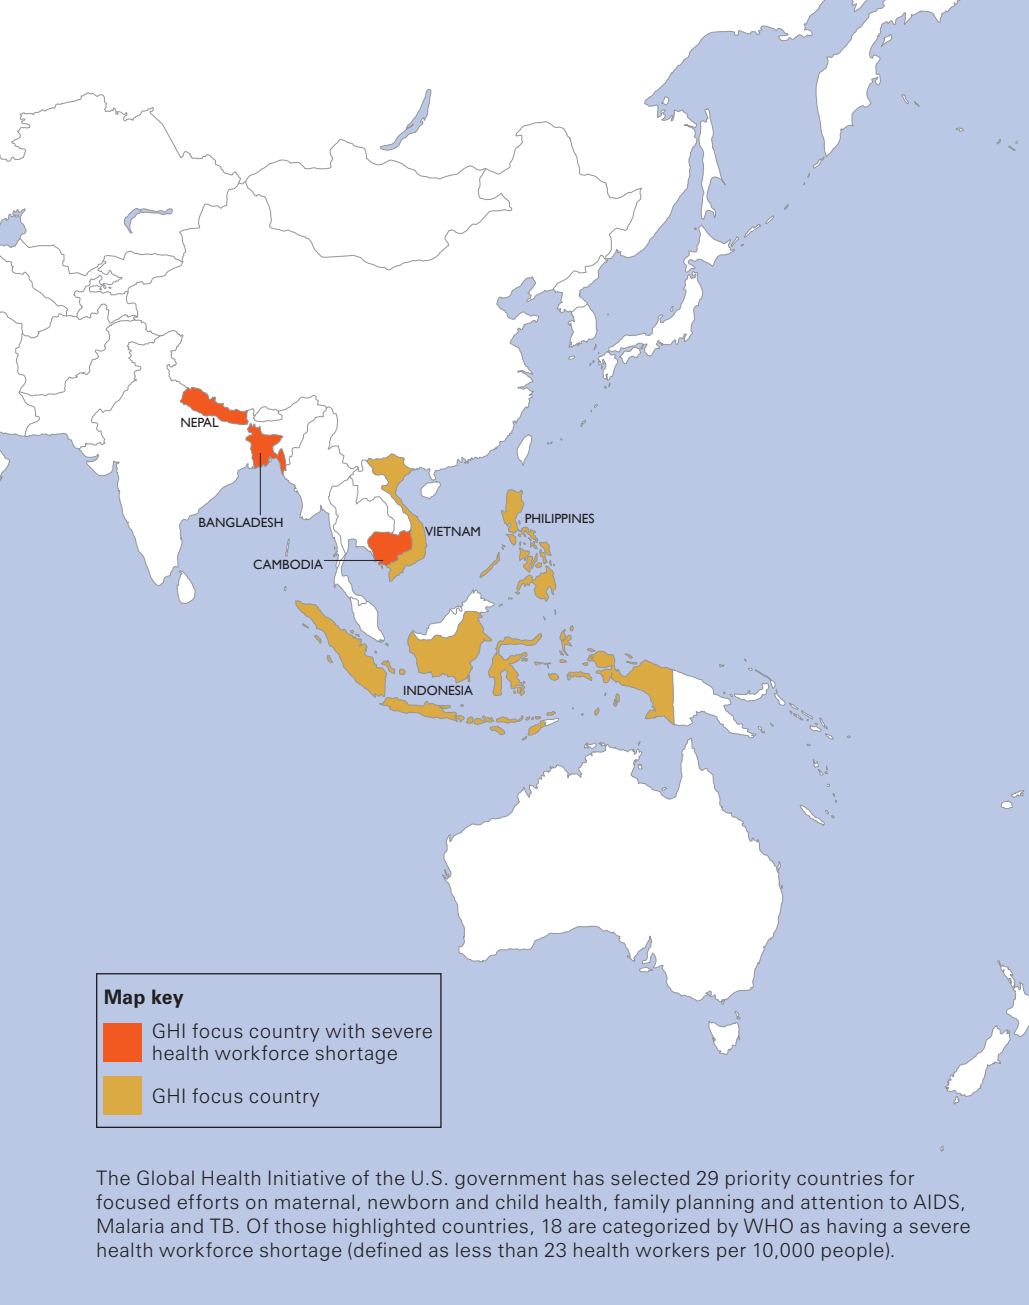 NEPAL
BANGLADESH
CAMBODIA
VIETNAM
PHILIPPINES
INDONESIA
Map key
GHI focus country with severe
health workforce shortage
GHI focus country
The Global Health Initiative of the U.S. government has selected 29 priority countries for
focused efforts on maternal, newborn and child health, family planning and attention to AIDS,
Malaria and TB. Of those highlighted countries, 18 are categorized by WHO as having a severe
health workforce shortage (defined as less than 23 health workers per 10,000 people).